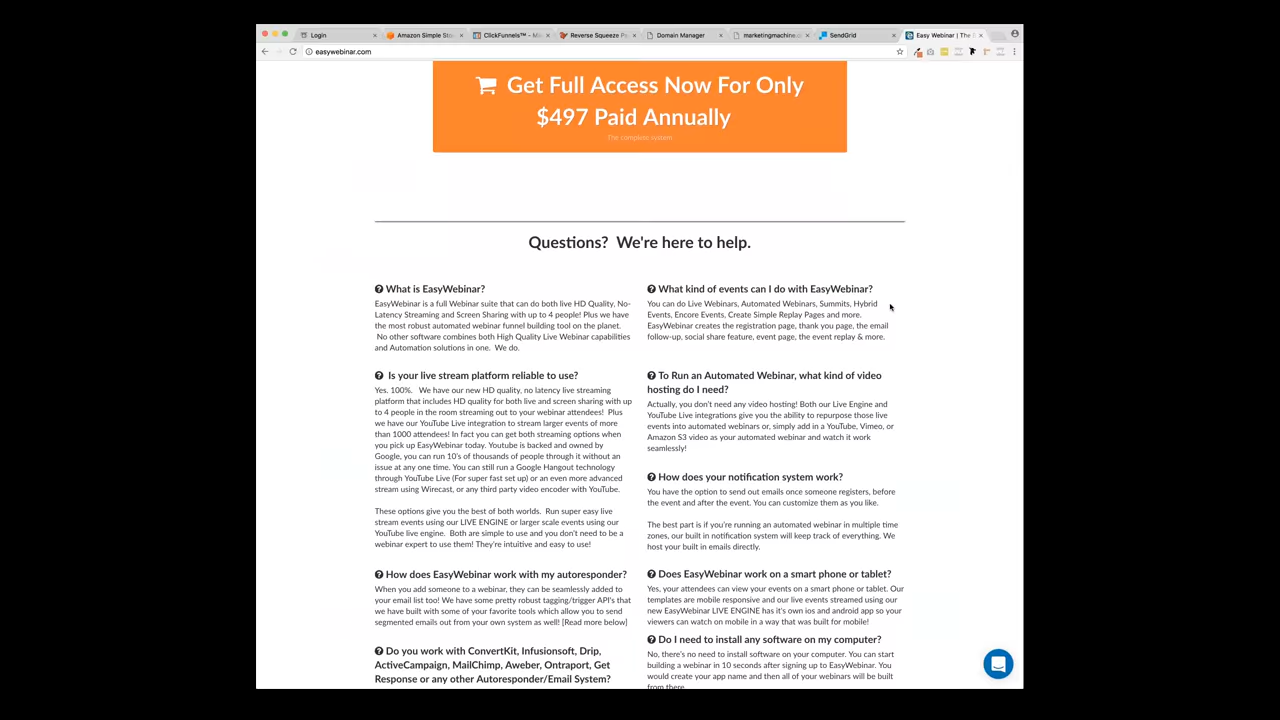 Login
Amazon Simple Sto
ClickFunnels™ – M
Reverse Squeeze P
Domain Manager
marketingmachine.
SendGrid
Easy Webinar | The
easywebinar.com
Get Full Access Now For Only
$497 Paid Annually
The complete system
Questions? We're here to help.
What is EasyWebinar?
EasyWebinar is a full Webinar suite that can do both live HD Quality, No-
Latency Streaming and Screen Sharing with up to 4 people! Plus we have
the most robust automated webinar funnel building tool on the planet.
No other software combines both High Quality Live Webinar capabilities
and Automation solutions in one. We do.
Is your live stream platform reliable to use?
Yes. 100%. We have our new HD quality, no latency live streaming
platform that includes HD quality for both live and screen sharing with up
to 4 people in the room streaming out to your webinar attendees! Plus
we have our YouTube Live integration to stream larger events of more
than 1000 attendees! In fact you can get both streaming options when
you pick up EasyWebinar today. Youtube is backed and owned by
Google, you can run 10's of thousands of people through it without an
issue at any one time. You can still run a Google Hangout technology
through YouTube Live (For super fast set up) or an even more advanced
stream using Wirecast, or any third party video encoder with YouTube.
These options give you the best of both worlds. Run super easy live
stream events using our LIVE ENGINE or larger scale events using our
YouTube live engine. Both are simple to use and you don't need to be a
webinar expert to use them! They're intuitive and easy to use!
How does EasyWebinar work with my autoresponder?
When you add someone to a webinar, they can be seamlessly added to
your email list too! We have some pretty robust tagging/trigger API's that
we have built with some of your favorite tools which allow you to send
segmented emails out from your own system as well! [Read more below]
Do you work with ConvertKit, Infusionsoft, Drip,
ActiveCampaign, MailChimp, Aweber, Ontraport, Get
Response or any other Autoresponder/Email System?
What kind of events can I do with EasyWebinar?
You can do Live Webinars, Automated Webinars, Summits, Hybrid
Events, Encore Events, Create Simple Replay Pages and more.
EasyWebinar creates the registration page, thank you page, the email
follow-up, social share feature, event page, the event replay & more.
To Run an Automated Webinar, what kind of video
hosting do I need?
Actually, you don't need any video hosting! Both our Live Engine and
YouTube Live integrations give you the ability to repurpose those live
events into automated webinars or, simply add in a YouTube, Vimeo, or
Amazon S3 video as your automated webinar and watch it work
seamlessly!
How does your notification system work?
You have the option to send out emails once someone registers, before
the event and after the event. You can customize them as you like.
The best part is if you're running an automated webinar in multiple time
zones, our built in notification system will keep track of everything. We
host your built in emails directly.
Does EasyWebinar work on a smart phone or tablet?
Yes, your attendees can view your events on a smart phone or tablet. Our
templates are mobile responsive and our live events streamed using our
new EasyWebinar LIVE ENGINE has it's own ios and android app so your
viewers can watch on mobile in a way that was built for mobile!
Do I need to install any software on my computer?
No, there's no need to install software on your computer. You can start
building a webinar in 10 seconds after signing up to EasyWebinar. You
would create your app name and then all of your webinars will be built
from there